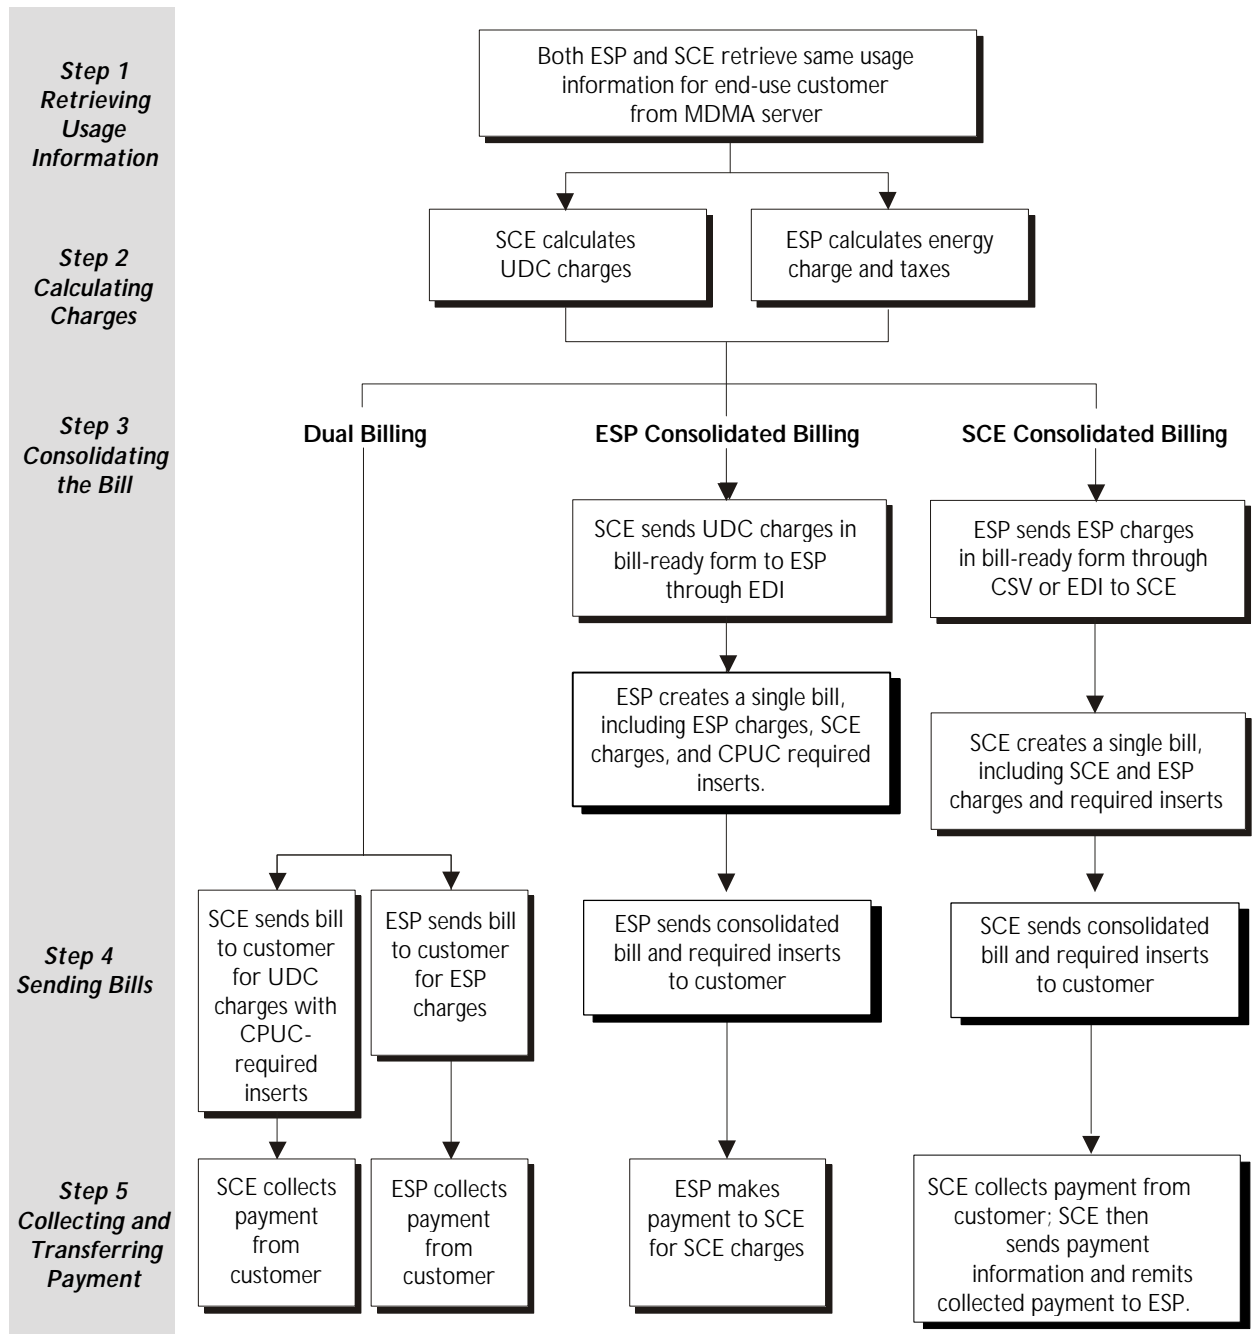 Step 1
Retrieving
Usage
Information
Both ESP and SCE retrieve same usage
information for end-use customer
from MDMA server
Step 2
Calculating
Charges
SCE calculates
UDC charges
ESP calculates energy
charge and taxes
Step 3
Consolidating
the Bill
Dual Billing
ESP Consolidated Billing
SCE Consolidated Billing
SCE sends UDC charges in
bill-ready form to ESP
through EDI
ESP sends ESP charges
in bill-ready form through
CSV or EDI to SCE
ESP creates a single bill,
including ESP charges, SCE
charges, and CPUC required
inserts.
SCE creates a single bill,
including SCE and ESP
charges and required inserts
Step 4
Sending Bills
SCE sends bill
to customer
for UDC
charges with
CPUC-
required
inserts
ESP sends bill
to customer
for ESP
charges
ESP sends consolidated
bill and required inserts
to customer
SCE sends consolidated
bill and required inserts
to customer
Step 5
Collecting and
Transferring
Payment
SCE collects
payment
from
customer
ESP collects
payment
from
customer
ESP makes
payment to SCE
for SCE charges
SCE collects payment from
customer; SCE then
sends payment
information and remits
collected payment to ESP.